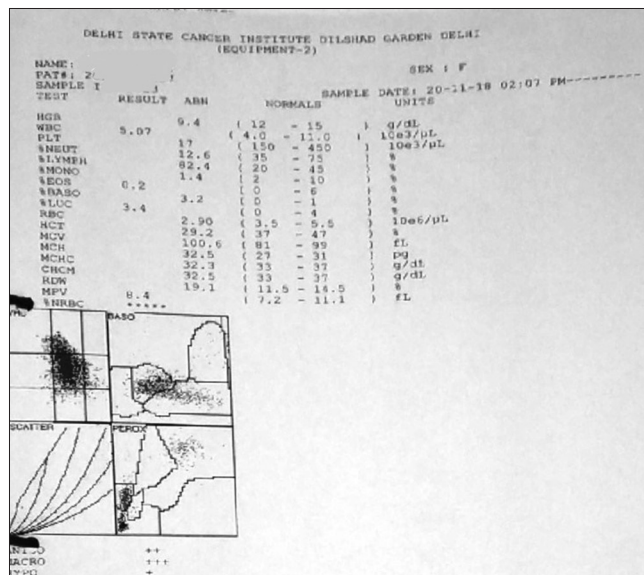 DELHI STATE CANCER INSTITUTE DILSHAD GARDEN DELHI
(EQUIPMENT-2)
NAME: SEX : F
PAT#: 2
SAMPLE I SAMPLE DATE: 20-11-18 02:07 PM----------
TEST RESULT ABN NORMALS UNITS
HGB 9.4 ( 12 - 15 ) g/dL
WBC 5.07 ( 4.0 - 11.0 ) 10e3/µL
PLT 17 ( 150 - 450 ) 10e3/µL
%NEUT 12.6 ( 35 - 75 ) %
%LYMPH 82.4 ( 20 - 45 ) %
%MONO 1.4 ( 2 - 10 ) %
%EOS 0.2 ( 0 - 6 ) %
%BASO 3.2 ( 0 - 1 ) %
%LUC 3.4 ( 0 - 4 ) %
RBC 2.90 ( 3.5 - 5.5 ) 10e6/µL
HCT 29.2 ( 37 - 47 ) %
MCV 100.6 ( 81 - 99 ) fL
MCH 32.5 ( 27 - 31 ) pg
MCHC 32.3 ( 33 - 37 ) g/dL
CHCM 32.5 ( 33 - 37 ) g/dL
RDW 19.1 ( 11.5 - 14.5 ) %
MPV 8.4 ( 7.2 - 11.1 ) fL
%NRBC *****
BASO
SCATTER PEROX
++
MACRO +++
HYPO +